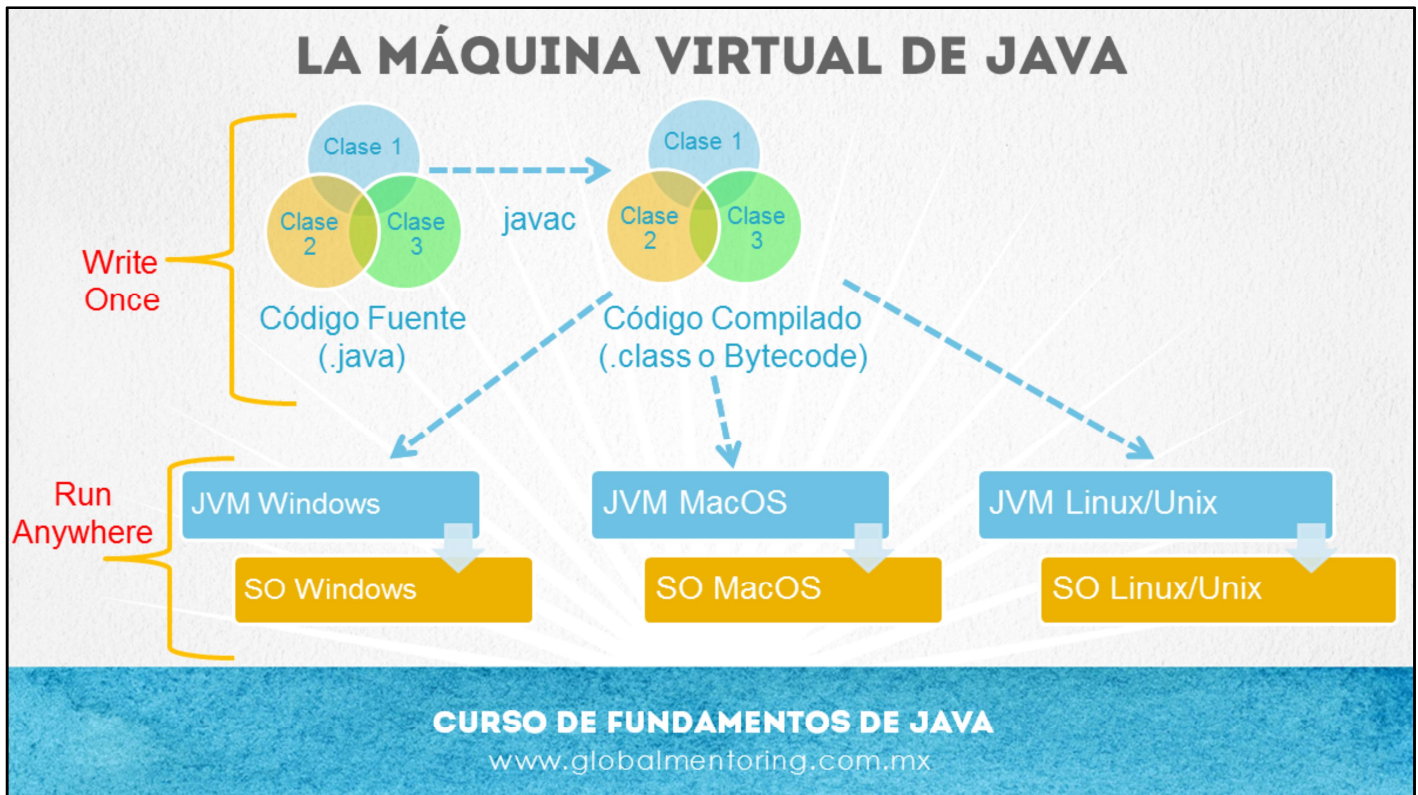 LA MÁQUINA VIRTUAL DE JAVA
Clase 1
Clase
2
Clase
3
javac
Clase 1
Clase
2
Clase
3
Write
Once
Código Fuente
(.java)
Código Compilado
(.class o Bytecode)
Run
Anywhere
JVM Windows
JVM MacOS
JVM Linux/Unix
SO Windows
SO MacOS
SO Linux/Unix
CURSO DE FUNDAMENTOS DE JAVA
www.globalmentoring.com.mx